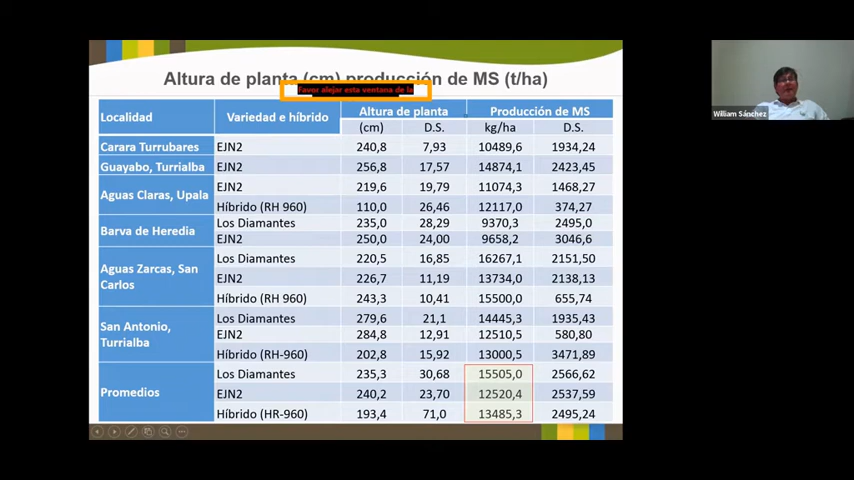 Altura de planta (cm) producción de MS (t/ha)
Favor alejar esta ventana de la
Localidad Variedad e híbrido Altura de planta Producción de MS
(cm) D.S. kg/ha D.S.
Carara Turrubares EJN2 240,8 7,93 10489,6 1934,24
Guayabo, Turrialba EJN2 256,8 17,57 14874,1 2423,45
Aguas Claras, Upala EJN2 219,6 19,79 11074,3 1468,27
Híbrido (RH 960) 110,0 26,46 12117,0 374,27
Barva de Heredia Los Diamantes 235,0 28,29 9370,3 2495,0
EJN2 250,0 24,00 9658,2 3046,6
Aguas Zarcas, San Carlos Los Diamantes 220,5 16,85 16267,1 2151,50
EJN2 226,7 11,19 13734,0 2138,13
Híbrido (RH 960) 243,3 10,41 15500,0 655,74
San Antonio, Turrialba Los Diamantes 279,6 21,1 14445,3 1935,43
EJN2 284,8 12,91 12510,5 580,80
Híbrido (RH-960) 202,8 15,92 13000,5 3471,89
Promedios Los Diamantes 235,3 30,68 15505,0 2566,62
EJN2 240,2 23,70 12520,4 2537,59
Híbrido (HR-960) 193,4 71,0 13485,3 2495,24
William Sánchez